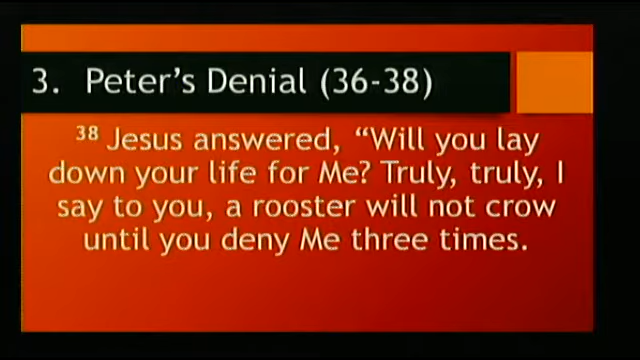 3. Peter's Denial (36-38)
38 Jesus answered, “Will you lay
down your life for Me? Truly, truly, I
say to you, a rooster will not crow
until you deny Me three times.